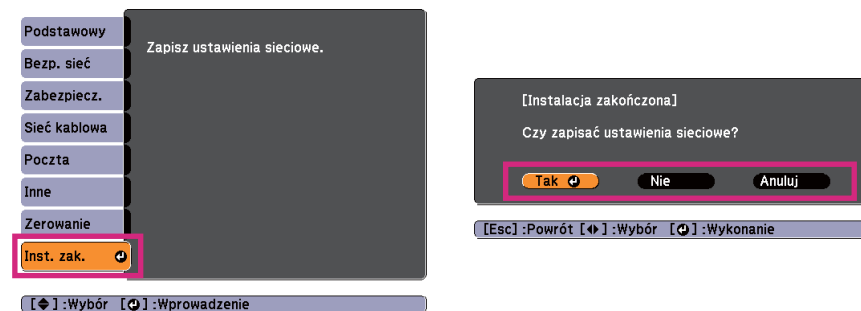 Podstawowy
Bezp. sieć
Zabezpiecz.
Sieć kablowa
Poczta
Inne
Zerowanie
Inst. zak.
Zapisz ustawienia sieciowe.
[ ] :Wybór [ ] :Wprowadzenie
[Instalacja zakończona]
Czy zapisać ustawienia sieciowe?
Tak Nie Anuluj
[Esc] :Powrót [ ] :Wybór [ ] :Wykonanie